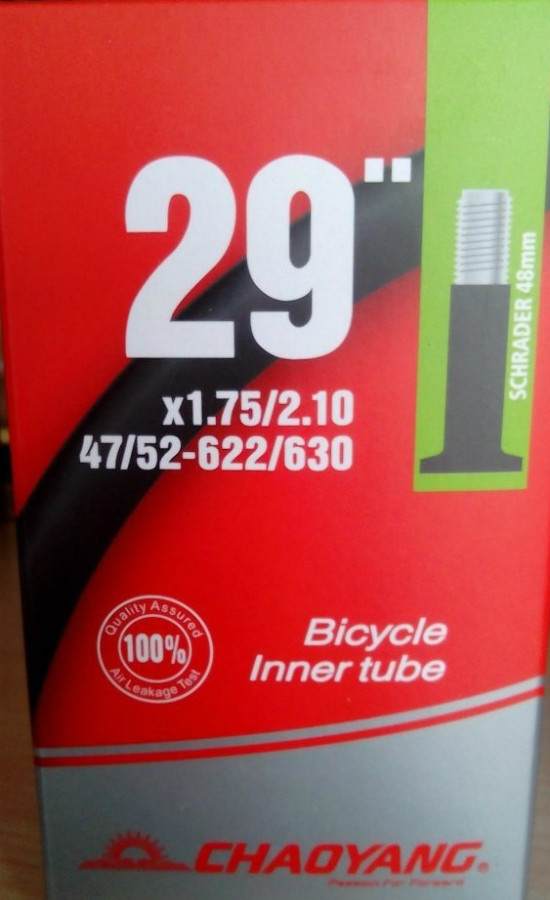 29"
x1.75/2.10
47/52-622/630
SCHRADER 48mm
Quality Assured
100%
Air Leakage Test
Bicycle
Inner tube
CHAOYANG®
Passion For Forward